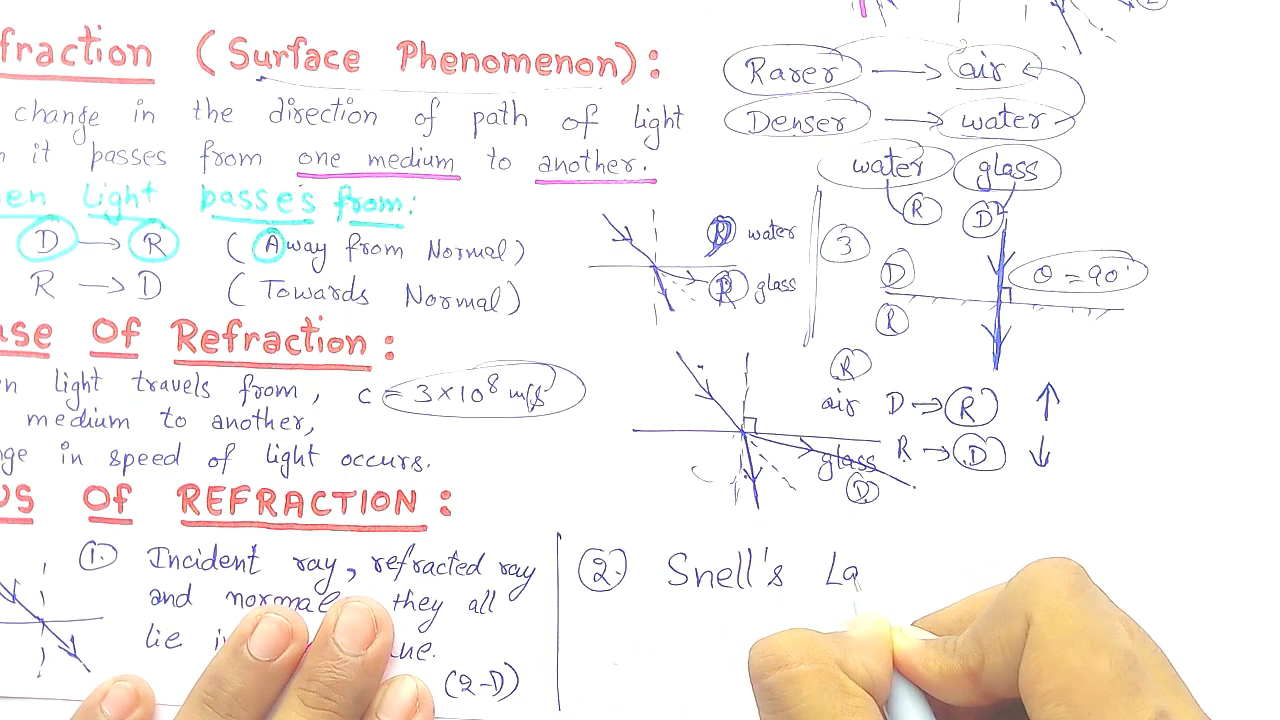 fraction (Surface Phenomenon):
change in the direction of path of light
it passes from one medium to another.
en Light passes from:
D → R (Away from Normal)
R → D (Towards Normal)
ase Of Refraction:
n light travels from, c = 3×10⁸ m/s
medium to another,
ge in speed of light occurs.
Of REFRACTION:
1. Incident ray, refracted ray
and normal they all
lie
(2-D)
Rarer → air
Denser → water
water glass
R D
water
glass
3
D
R
θ = 90°
R
air D → R ↑
glass R → D ↓
D
2. Snell's La